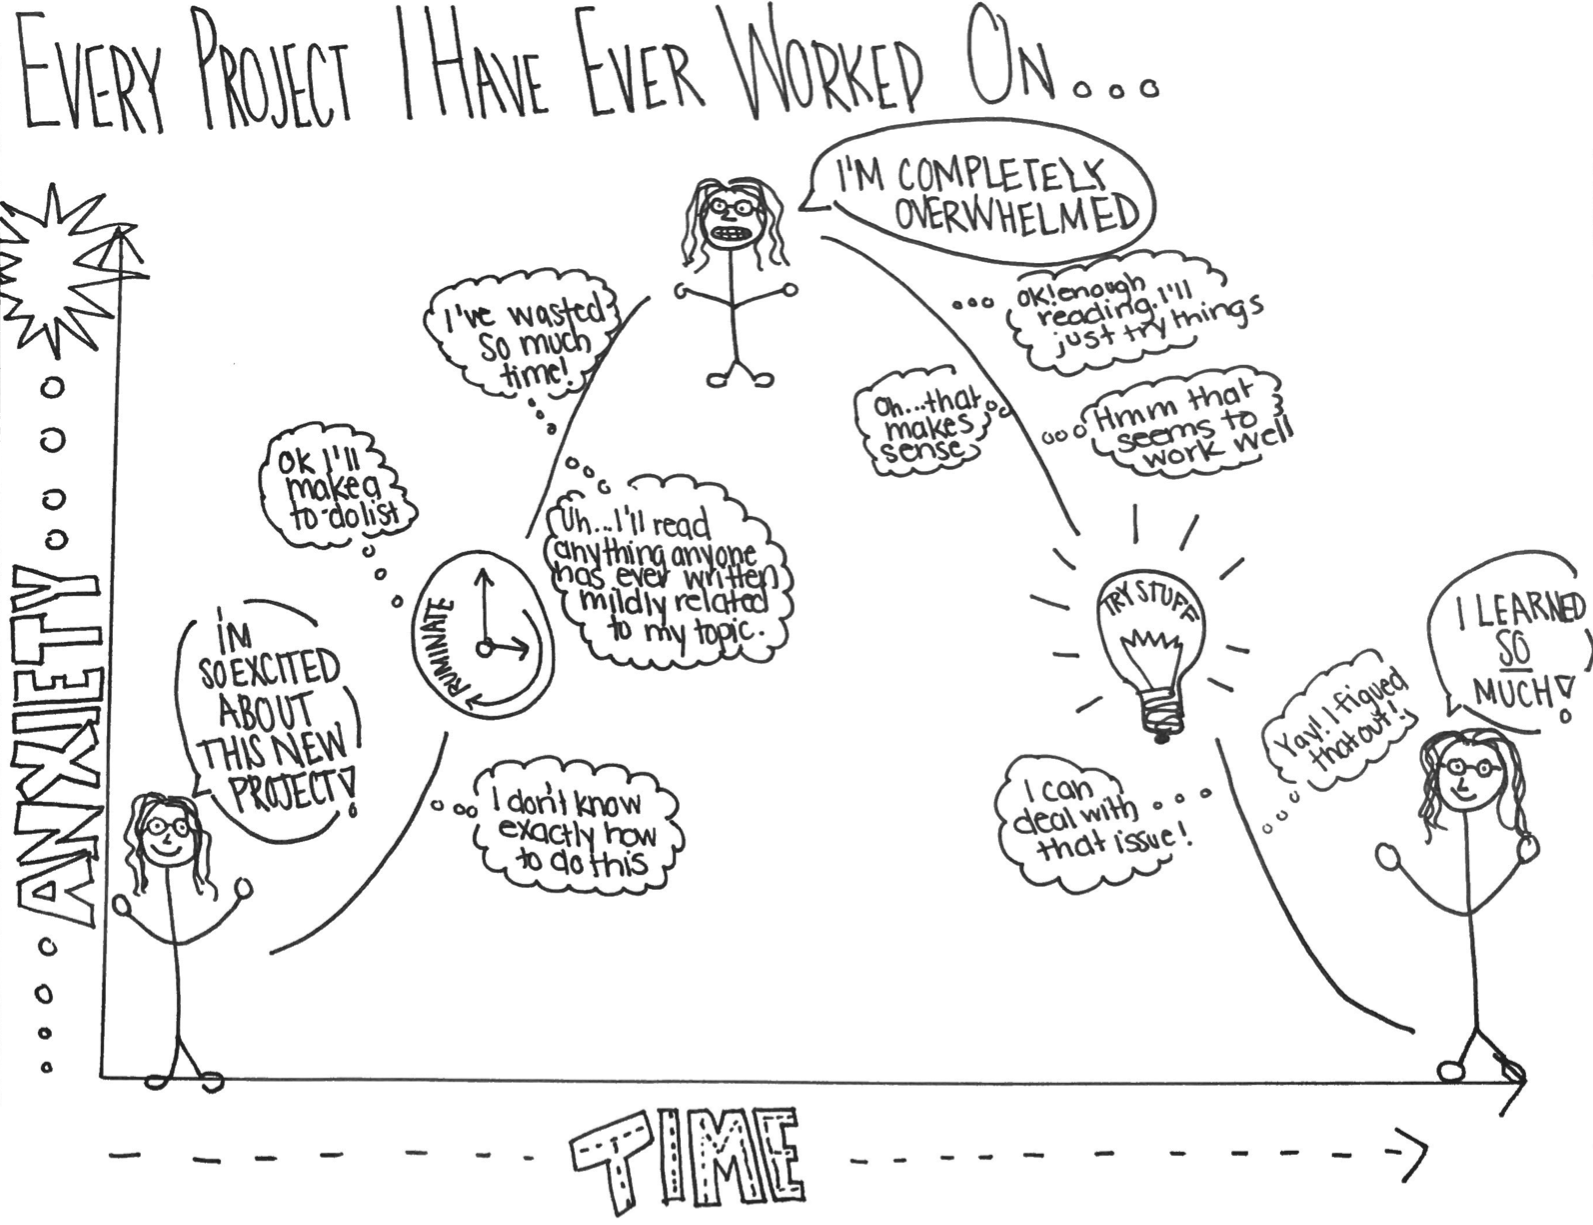 EVERY PROJECT I HAVE EVER WORKED ON...
I'M COMPLETELY
OVERWHELMED
I've wasted
so much
time!
ok! enough
reading. I'll
just try things
Oh...that
makes
sense
Hmm that
seems to
work well
ok I'll
make a
to-do list
Uh...I'll read
anything anyone
has ever written
mildly related
to my topic.
RUMINATE
TRY STUFF
I'M
SO EXCITED
ABOUT
THIS NEW
PROJECT!
I don't know
exactly how
to do this
I can
deal with
that issue!
Yay! I figued
that out!
I LEARNED
SO
MUCH!
ANXIETY
TIME